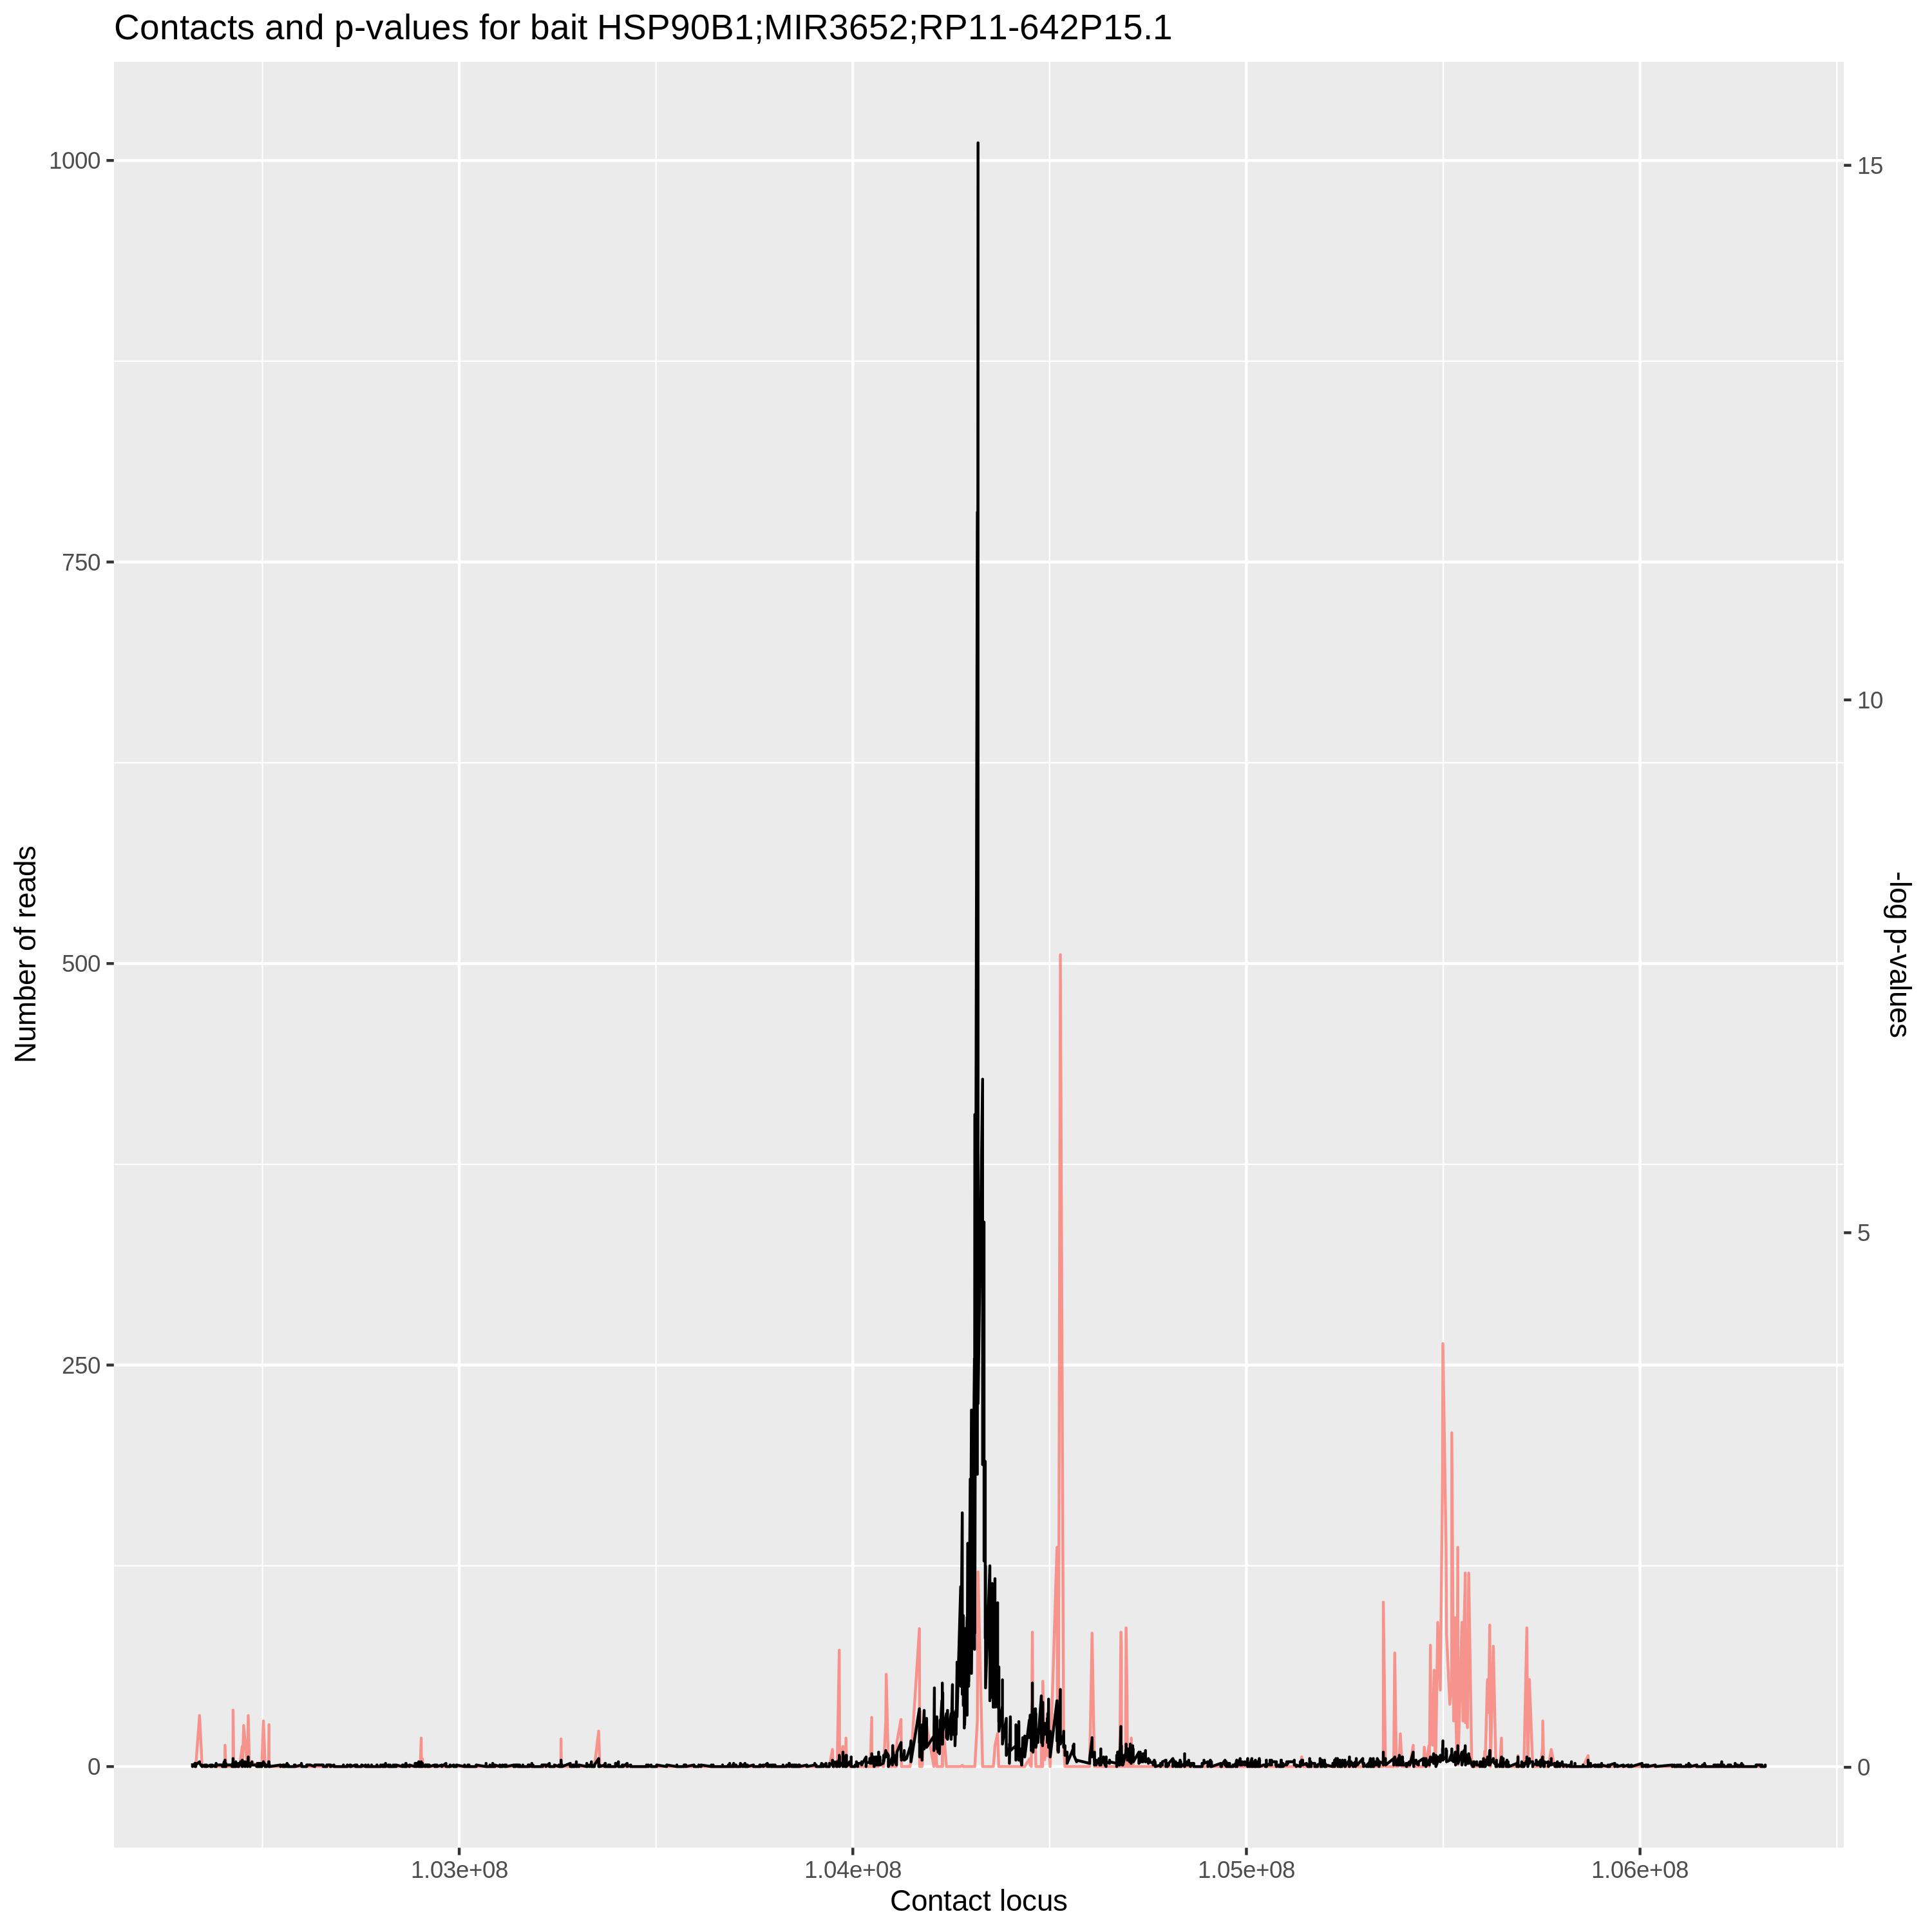 Contacts and p-values for bait HSP90B1;MIR3652;RP11-642P15.1
1000
750
500
250
0
Number of reads
15
10
5
0
-log p-values
1.03e+08
1.04e+08
1.05e+08
1.06e+08
Contact locus